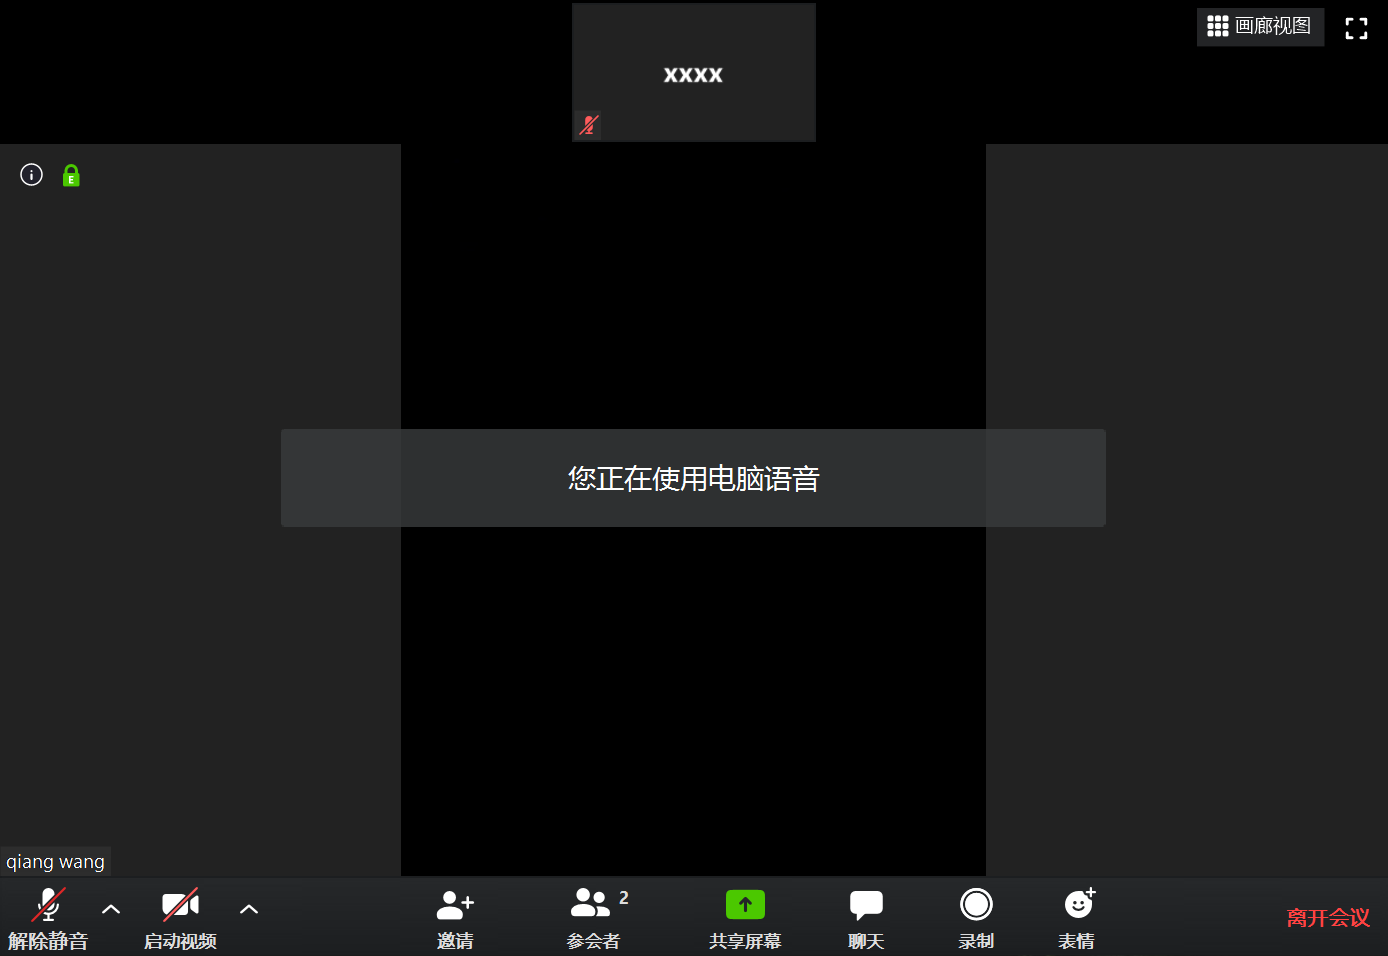 画廊视图
xxxx
E
您正在使用电脑语音
qiang wang
解除静音
启动视频
邀请
2
参会者
共享屏幕
聊天
录制
表情
离开会议